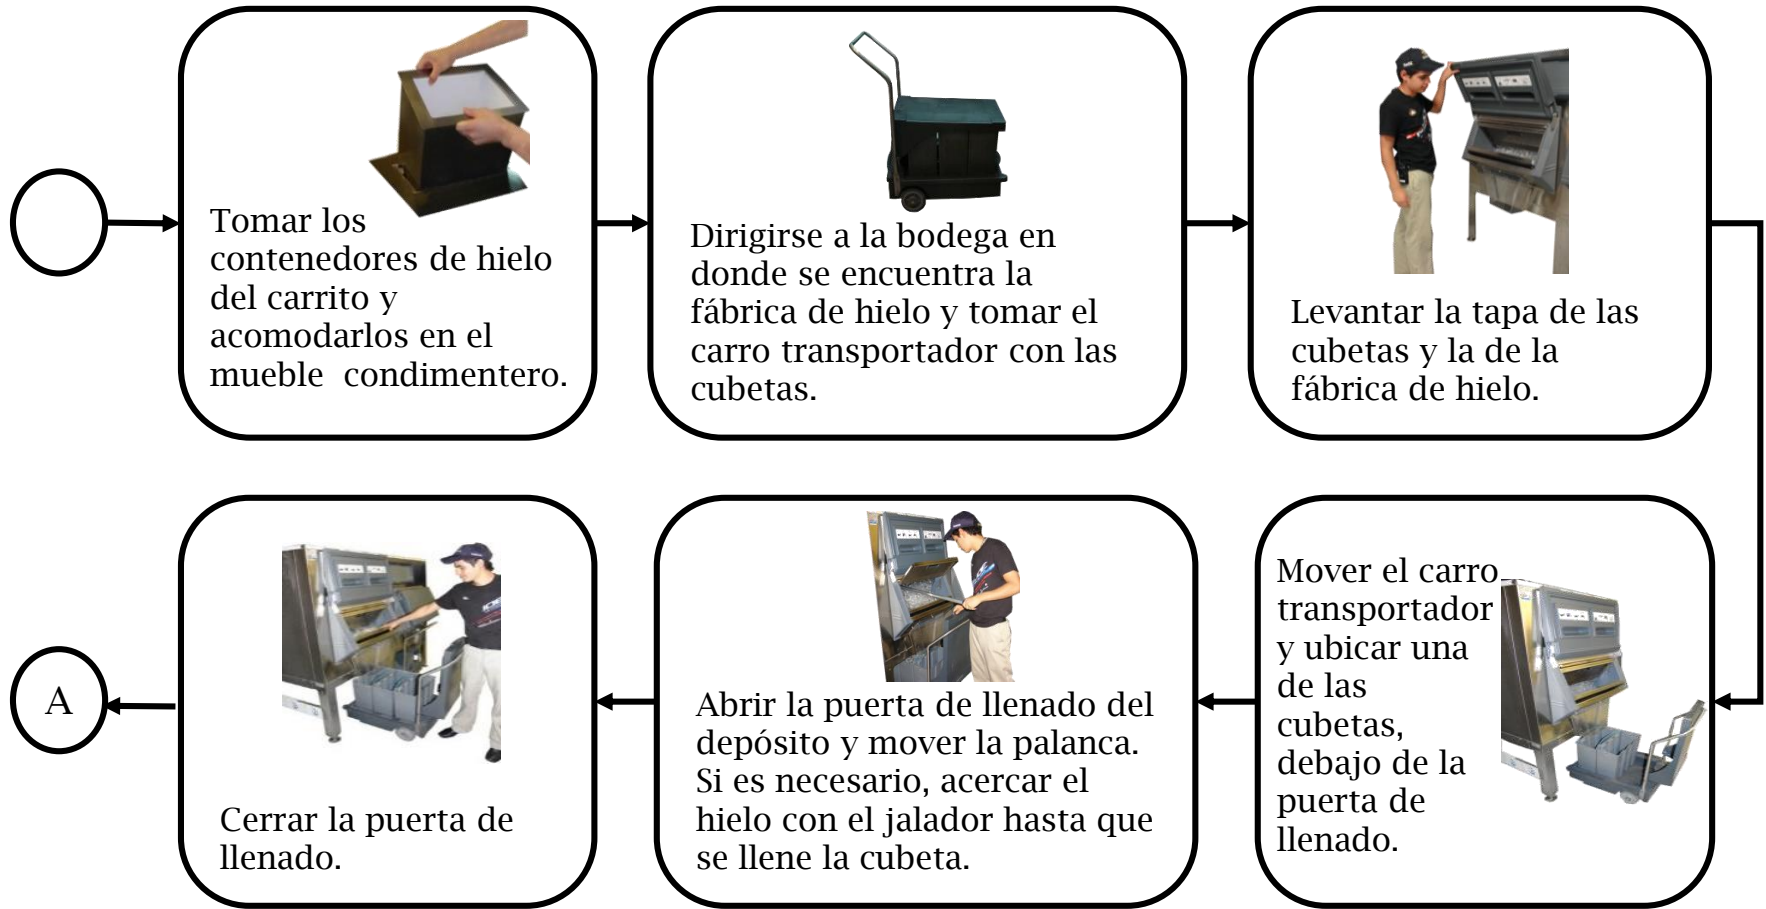 Tomar los
contenedores de hielo
del carrito y
acomodarlos en el
mueble condimentero.
Dirigirse a la bodega en
donde se encuentra la
fábrica de hielo y tomar el
carro transportador con las
cubetas.
Levantar la tapa de las
cubetas y la de la
fábrica de hielo.
Mover el carro
transportador
y ubicar una
de las
cubetas,
debajo de la
puerta de
llenado.
Abrir la puerta de llenado del
depósito y mover la palanca.
Si es necesario, acercar el
hielo con el jalador hasta que
se llene la cubeta.
Cerrar la puerta de
llenado.
A